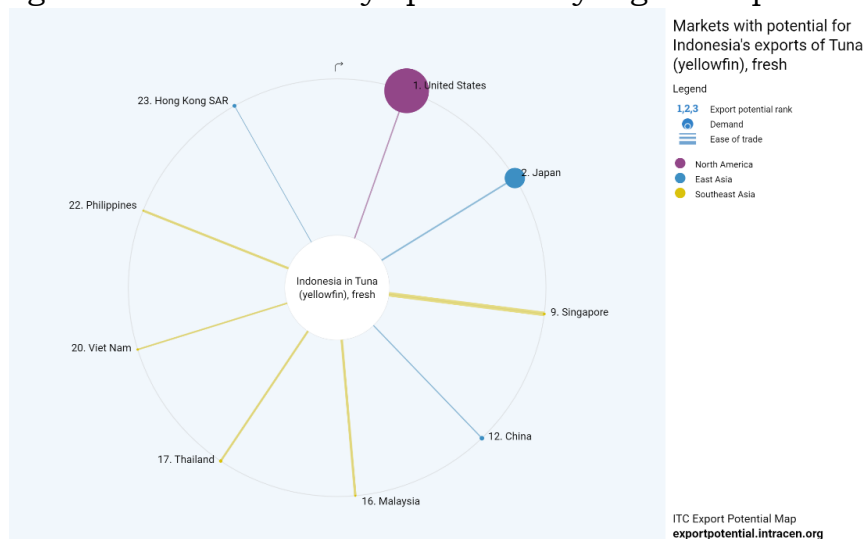 Markets with potential for
Indonesia's exports of Tuna
(yellowfin), fresh
Legend
1,2,3 Export potential rank
Demand
Ease of trade
North America
East Asia
Southeast Asia
1. United States
2. Japan
9. Singapore
12. China
16. Malaysia
17. Thailand
20. Viet Nam
22. Philippines
23. Hong Kong SAR
Indonesia in Tuna
(yellowfin), fresh
ITC Export Potential Map
exportpotential.intracen.org